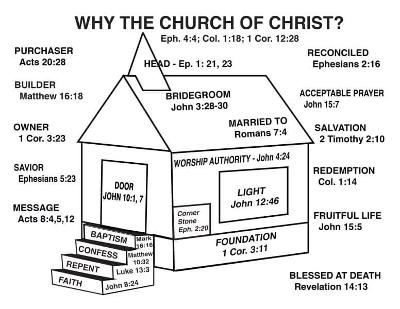 WHY THE CHURCH OF CHRIST?
Eph. 4:4; Col. 1:18; 1 Cor. 12:28
PURCHASER
Acts 20:28
BUILDER
Matthew 16:18
OWNER
1 Cor. 3:23
SAVIOR
Ephesians 5:23
MESSAGE
Acts 8:4,5,12
HEAD - Ep. 1: 21, 23
BRIDEGROOM
John 3:28-30
MARRIED TO
Romans 7:4
WORSHIP AUTHORITY - John 4:24
DOOR
JOHN 10:1, 7
LIGHT
John 12:46
Corner
Stone
Eph. 2:20
FOUNDATION
1 Cor. 3:11
BAPTISM
Mark
16:16
CONFESS
Matthew
10:32
REPENT
Luke 13:3
FAITH
John 8:24
RECONCILED
Ephesians 2:16
ACCEPTABLE PRAYER
John 15:7
SALVATION
2 Timothy 2:10
REDEMPTION
Col. 1:14
FRUITFUL LIFE
John 15:5
BLESSED AT DEATH
Revelation 14:13